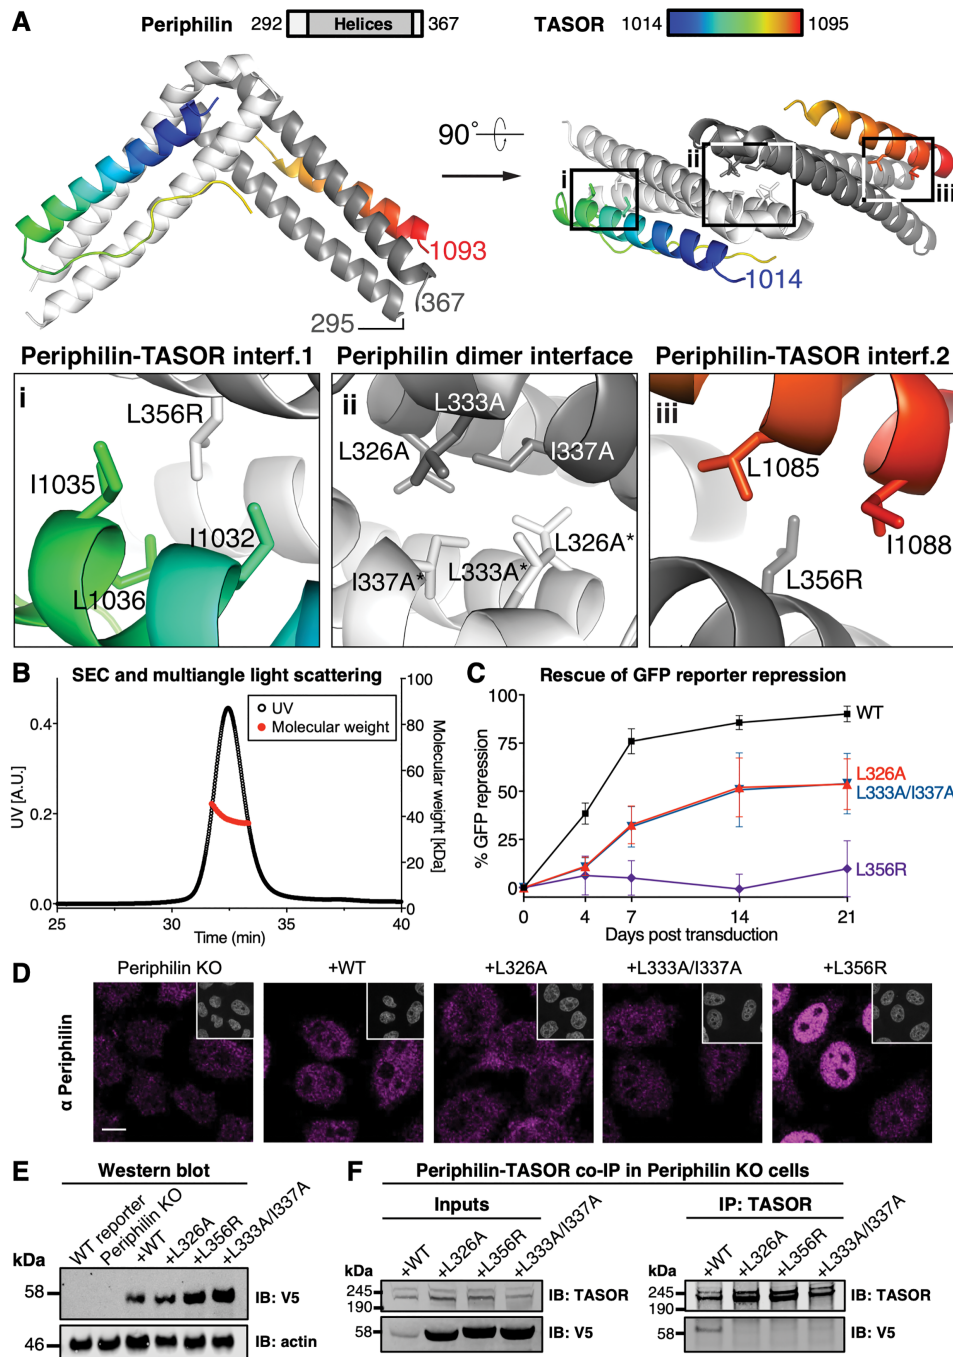 A
Periphilin 292 Helices 367
TASOR 1014 1095
90°
i
ii
iii
1093
367
295
1014
Periphilin-TASOR interf.1
Periphilin dimer interface
Periphilin-TASOR interf.2
i
L356R
I1035
I1032
L1036
ii
L333A
L326A
I337A
L326A*
I337A*
L333A*
iii
L1085
I1088
L356R
B
SEC and multiangle light scattering
UV
Molecular weight
UV [A.U.]
0.4
0.2
0.0
Molecular weight [kDa]
100
80
60
40
20
0
25 30 35 40
Time (min)
C
Rescue of GFP reporter repression
% GFP repression
100
75
50
25
0
WT
L326A
L333A/I337A
L356R
0 4 7 14 21
Days post transduction
D
Periphilin KO +WT +L326A +L333A/I337A +L356R
α Periphilin
E
Western blot
WT reporter
Periphilin KO
+WT
+L326A
+L356R
+L333A/I337A
kDa
58 IB: V5
46 IB: actin
F
Periphilin-TASOR co-IP in Periphilin KO cells
Inputs
+WT
+L326A
+L356R
+L333A/I337A
kDa
245
190
IB: TASOR
58 IB: V5
IP: TASOR
+WT
+L326A
+L356R
+L333A/I337A
kDa
245
190
IB: TASOR
58 IB: V5